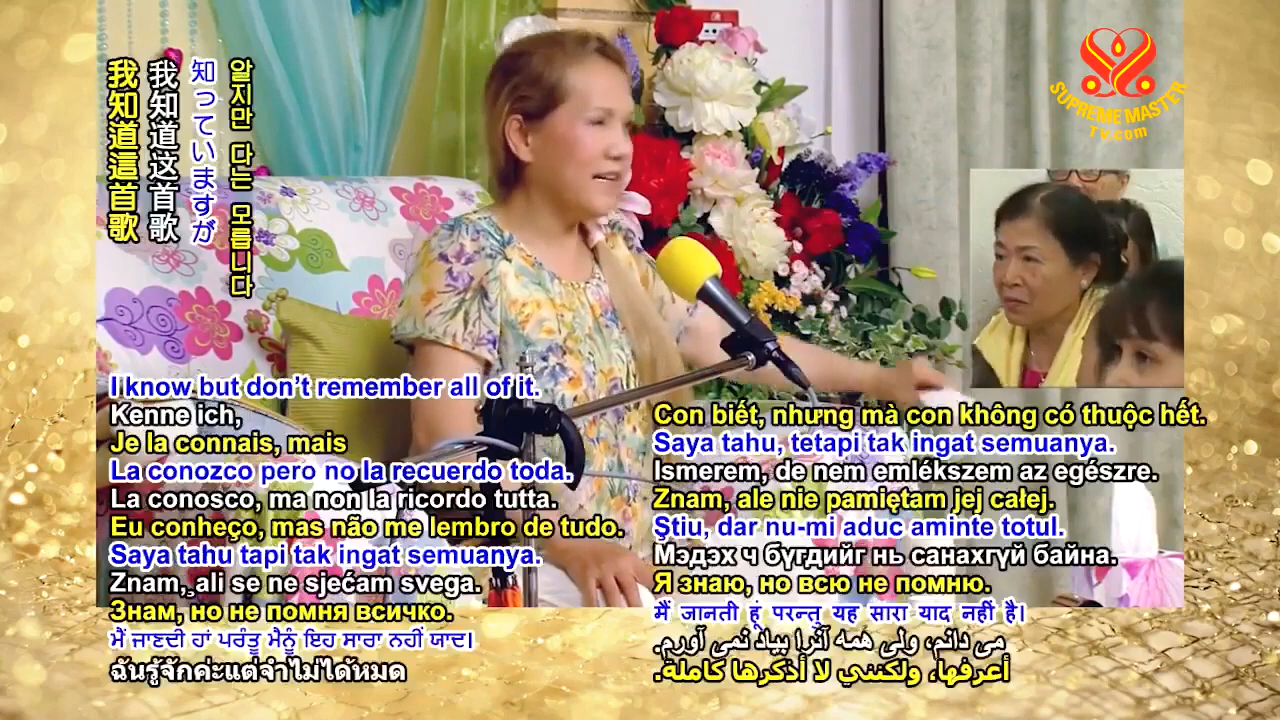 我知道這首歌
我知道这首歌
知っていますが
알지만 다는 모릅니다
SUPREME MASTER
TV.com
I know but don't remember all of it.
Kenne ich,
Je la connais, mais
La conozco pero no la recuerdo toda.
La conosco, ma non la ricordo tutta.
Eu conheço, mas não me lembro de tudo.
Saya tahu tapi tak ingat semuanya.
Znam, ali se ne sjećam svega.
Знам, но не помня всичко.
ਮੈਂ ਜਾਣਦੀ ਹਾਂ ਪਰੰਤੂ ਮੈਨੂੰ ਇਹ ਸਾਰਾ ਨਹੀਂ ਯਾਦ।
ฉันรู้จักค่ะแต่จำไม่ได้หมด
Con biết, nhưng mà con không có thuộc hết.
Saya tahu, tetapi tak ingat semuanya.
Ismerem, de nem emlékszem az egészre.
Znam, ale nie pamiętam jej całej.
Ştiu, dar nu-mi aduc aminte totul.
Мэдэх ч бүгдийг нь санахгүй байна.
Я знаю, но всю не помню.
मैं जानती हूं परन्तु यह सारा याद नहीं है।
می دانم، ولی همه آنرا بیاد نمی آورم.
أعرفها، ولكنني لا أذكرها كاملة.